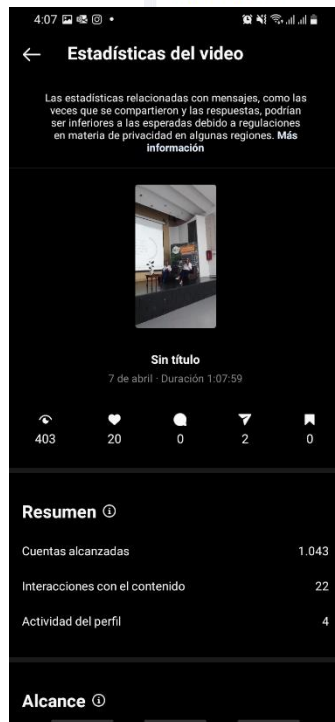 4:07
Estadísticas del video
Las estadísticas relacionadas con mensajes, como las
veces que se compartieron y las respuestas, podrían
ser inferiores a las esperadas debido a regulaciones
en materia de privacidad en algunas regiones. Más
información
Sin título
7 de abril · Duración 1:07:59
403 20 0 2 0
Resumen
Cuentas alcanzadas 1.043
Interacciones con el contenido 22
Actividad del perfil 4
Alcance